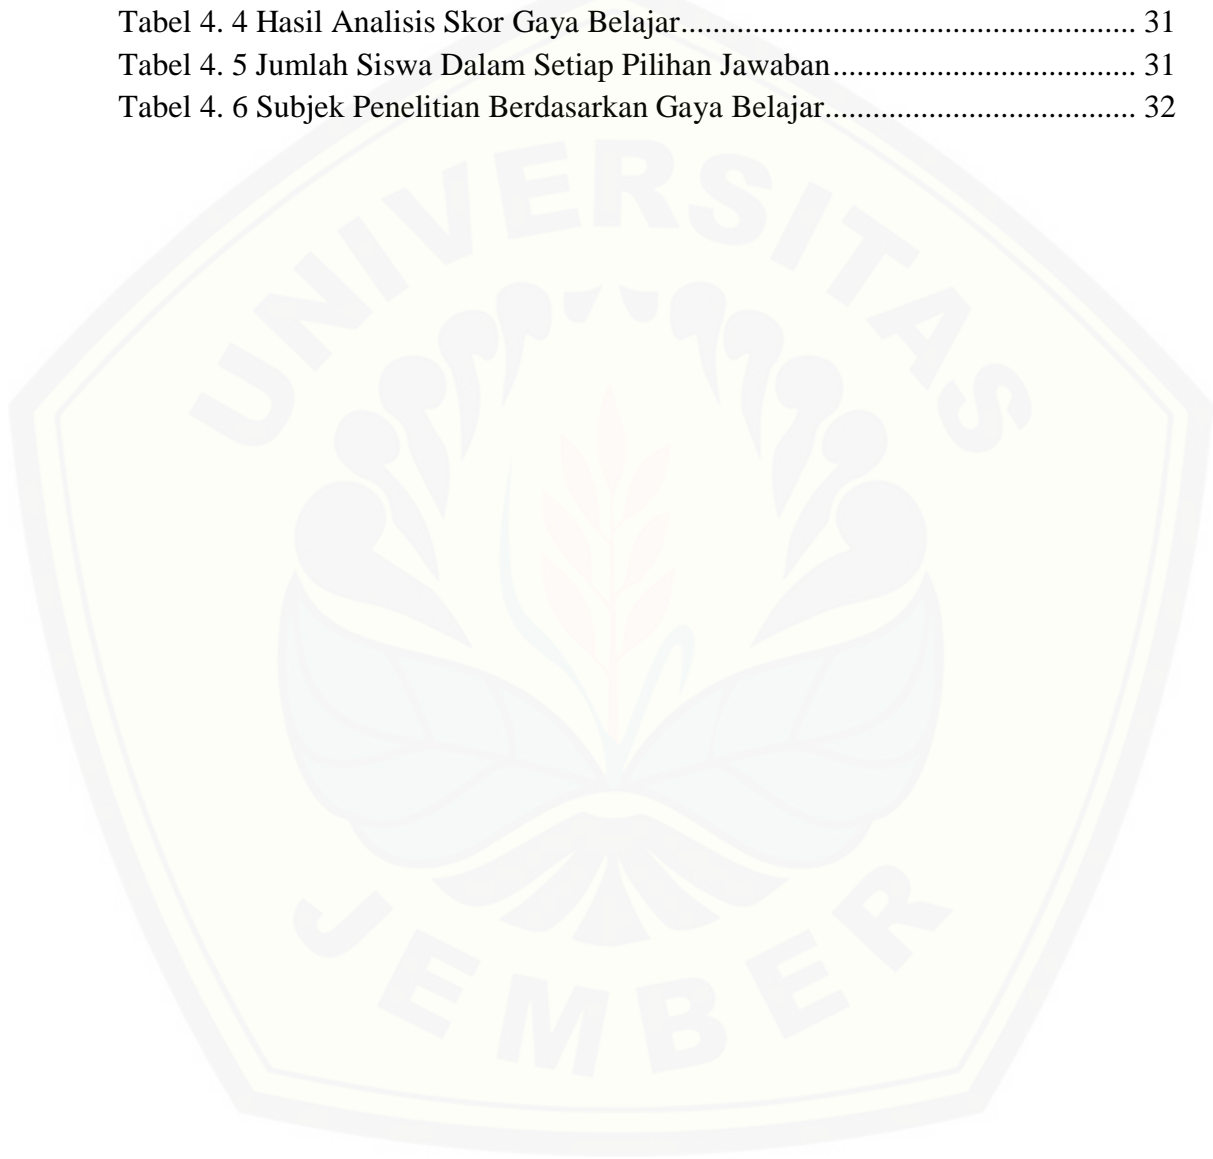 Tabel 4. 4 Hasil Analisis Skor Gaya Belajar......................................................... 31
Tabel 4. 5 Jumlah Siswa Dalam Setiap Pilihan Jawaban...................................... 31
Tabel 4. 6 Subjek Penelitian Berdasarkan Gaya Belajar....................................... 32
UNIVERSITAS
JEMBER